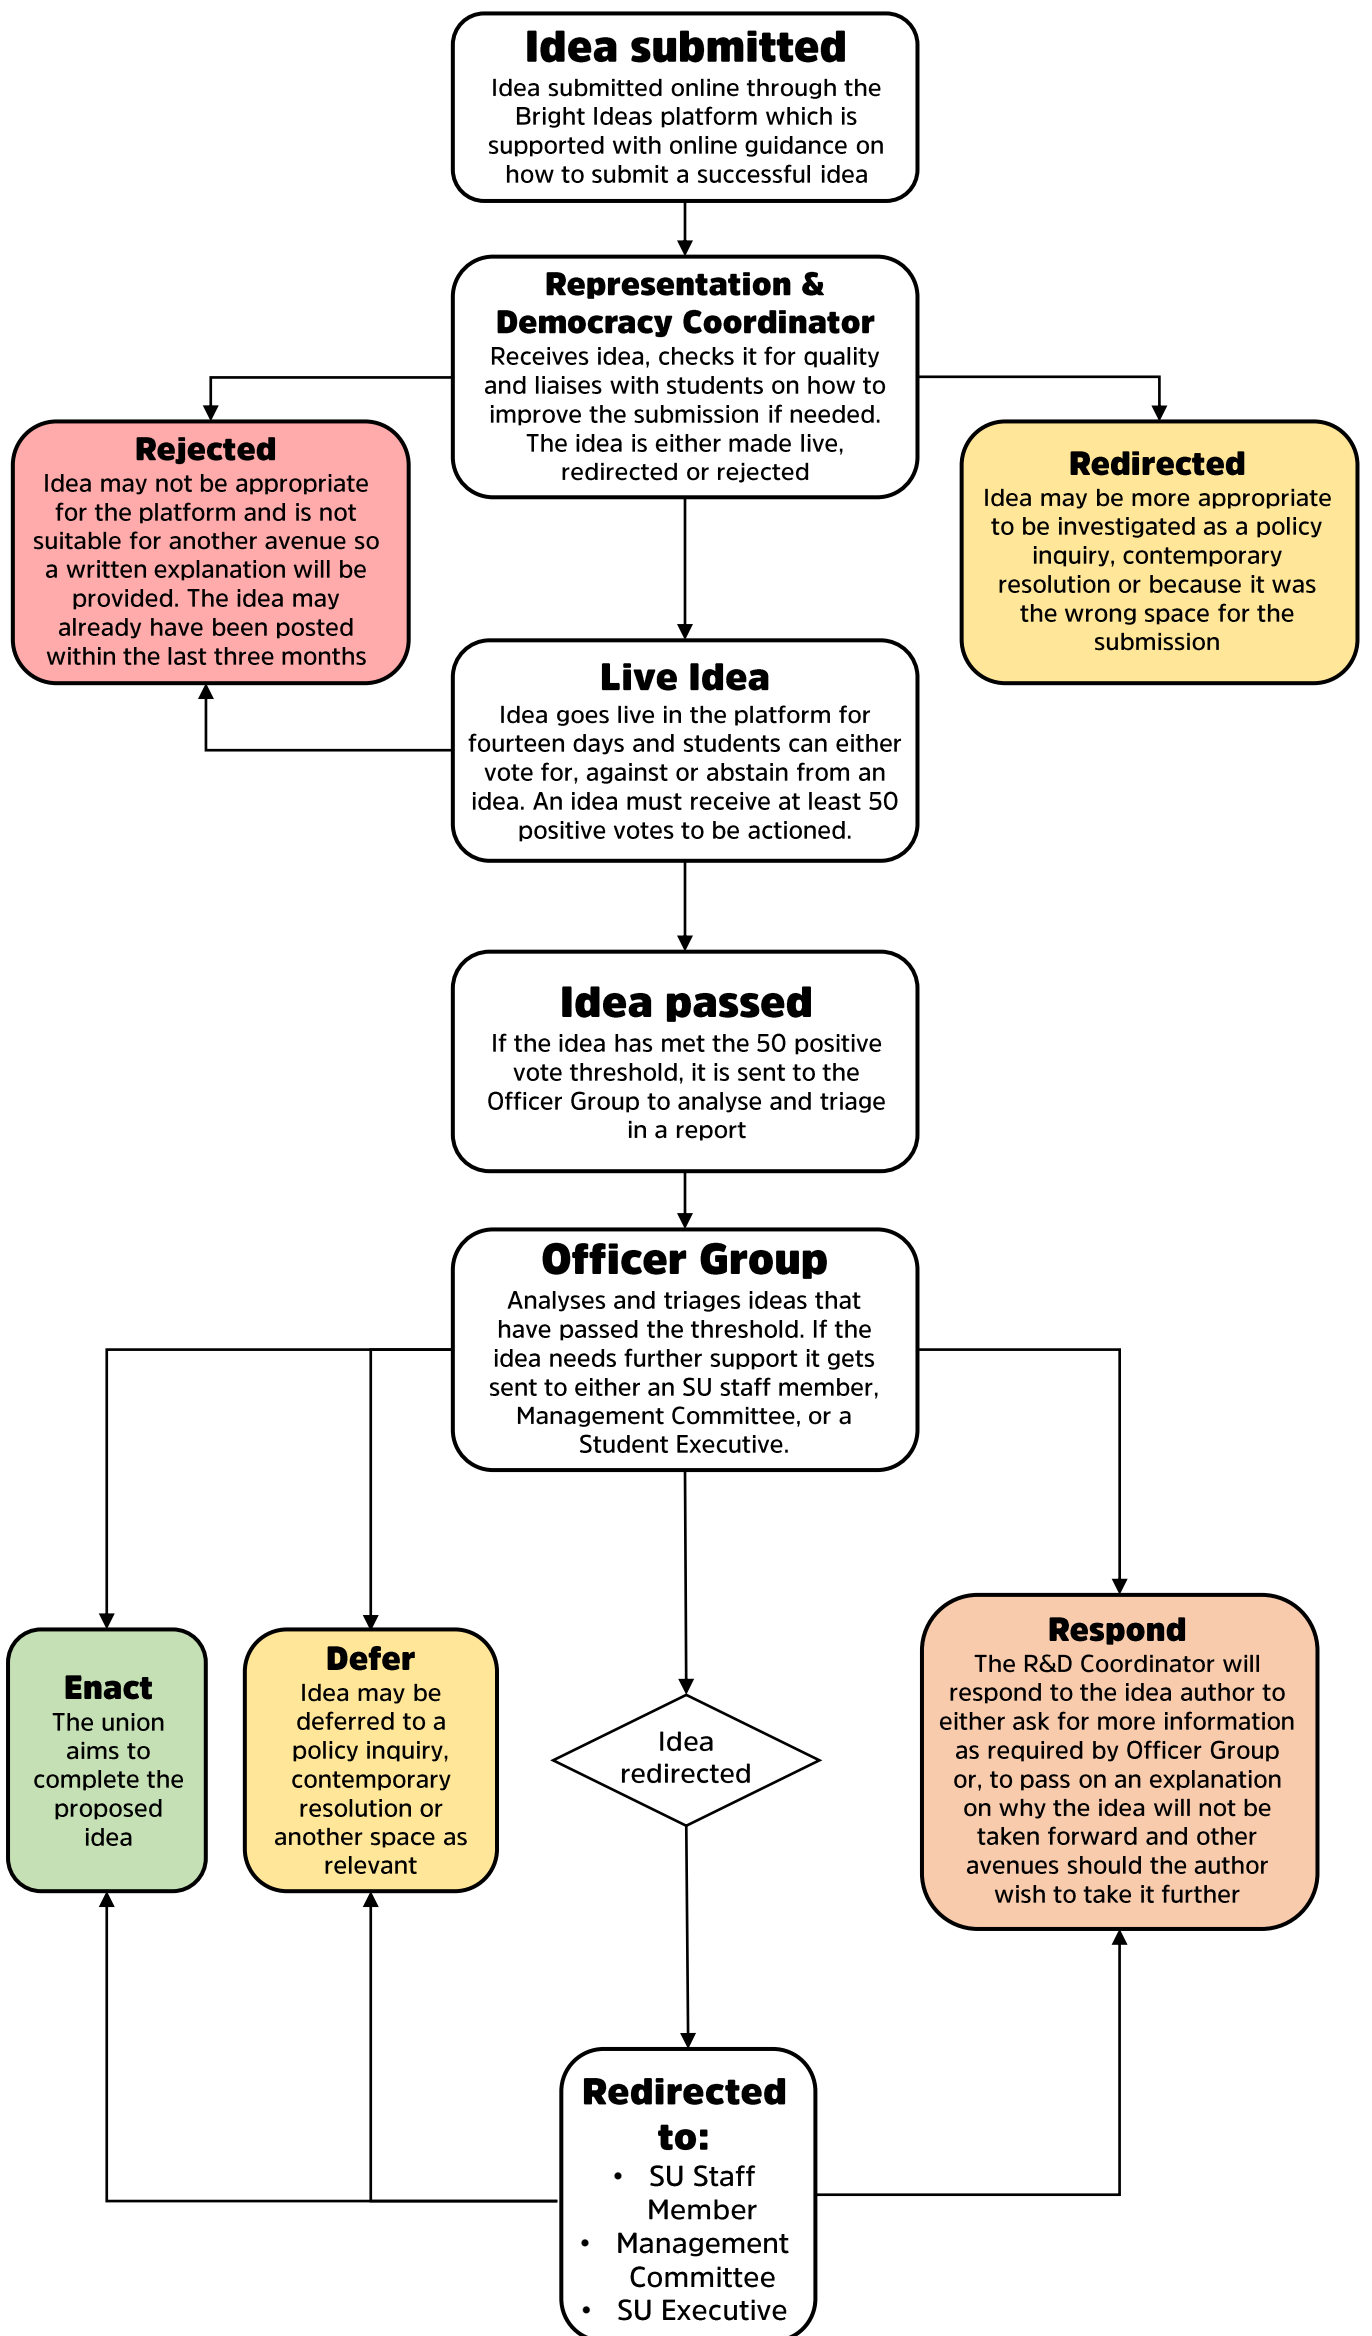 Idea submitted
Idea submitted online through the
Bright Ideas platform which is
supported with online guidance on
how to submit a successful idea
Representation &
Democracy Coordinator
Receives idea, checks it for quality
and liaises with students on how to
improve the submission if needed.
The idea is either made live,
redirected or rejected
Rejected
Idea may not be appropriate
for the platform and is not
suitable for another avenue so
a written explanation will be
provided. The idea may
already have been posted
within the last three months
Redirected
Idea may be more appropriate
to be investigated as a policy
inquiry, contemporary
resolution or because it was
the wrong space for the
submission
Live Idea
Idea goes live in the platform for
fourteen days and students can either
vote for, against or abstain from an
idea. An idea must receive at least 50
positive votes to be actioned.
Idea passed
If the idea has met the 50 positive
vote threshold, it is sent to the
Officer Group to analyse and triage
in a report
Officer Group
Analyses and triages ideas that
have passed the threshold. If the
idea needs further support it gets
sent to either an SU staff member,
Management Committee, or a
Student Executive.
Enact
The union
aims to
complete the
proposed
idea
Defer
Idea may be
deferred to a
policy inquiry,
contemporary
resolution or
another space as
relevant
Idea
redirected
Respond
The R&D Coordinator will
respond to the idea author to
either ask for more information
as required by Officer Group
or, to pass on an explanation
on why the idea will not be
taken forward and other
avenues should the author
wish to take it further
Redirected
to:
• SU Staff
Member
• Management
Committee
• SU Executive